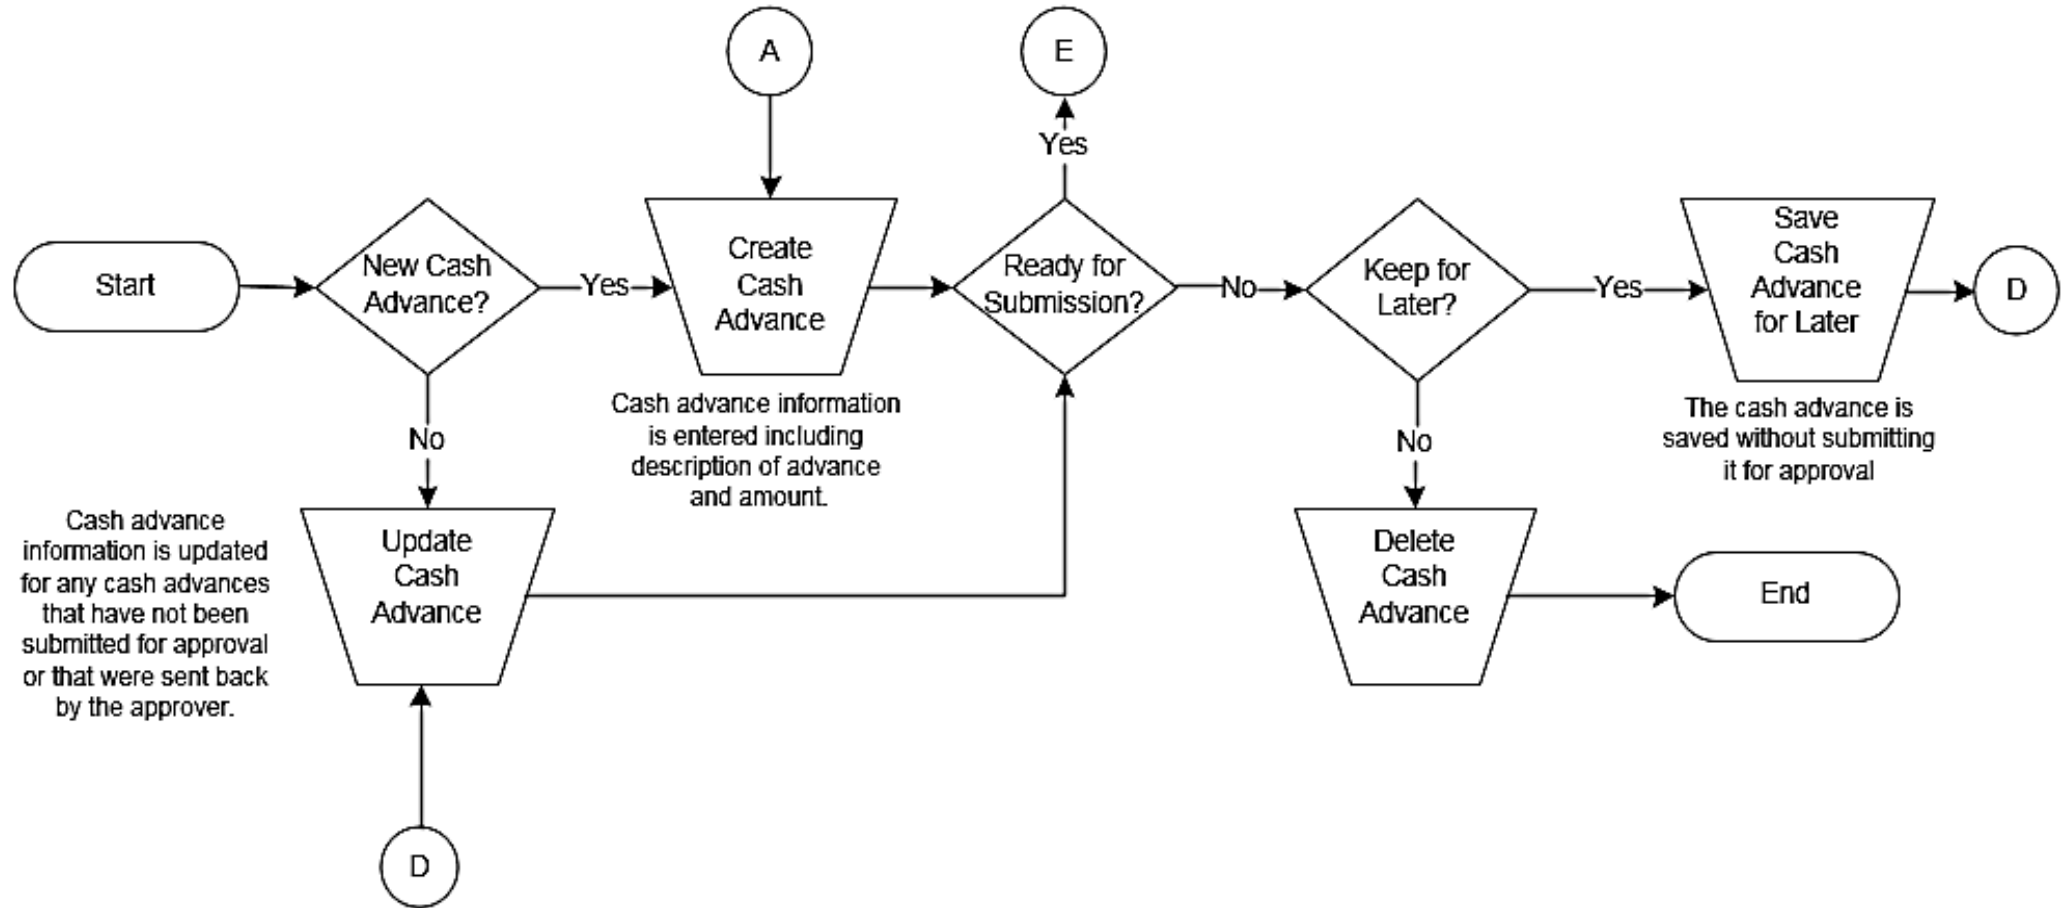 A
E
Yes
Start
New Cash
Advance?
Yes
Create
Cash
Advance
Ready for
Submission?
No
Keep for
Later?
Yes
Save
Cash
Advance
for Later
D
No
Cash advance information
is entered including
description of advance
and amount.
No
The cash advance is
saved without submitting
it for approval
Cash advance
information is updated
for any cash advances
that have not been
submitted for approval
or that were sent back
by the approver.
Update
Cash
Advance
Delete
Cash
Advance
End
D